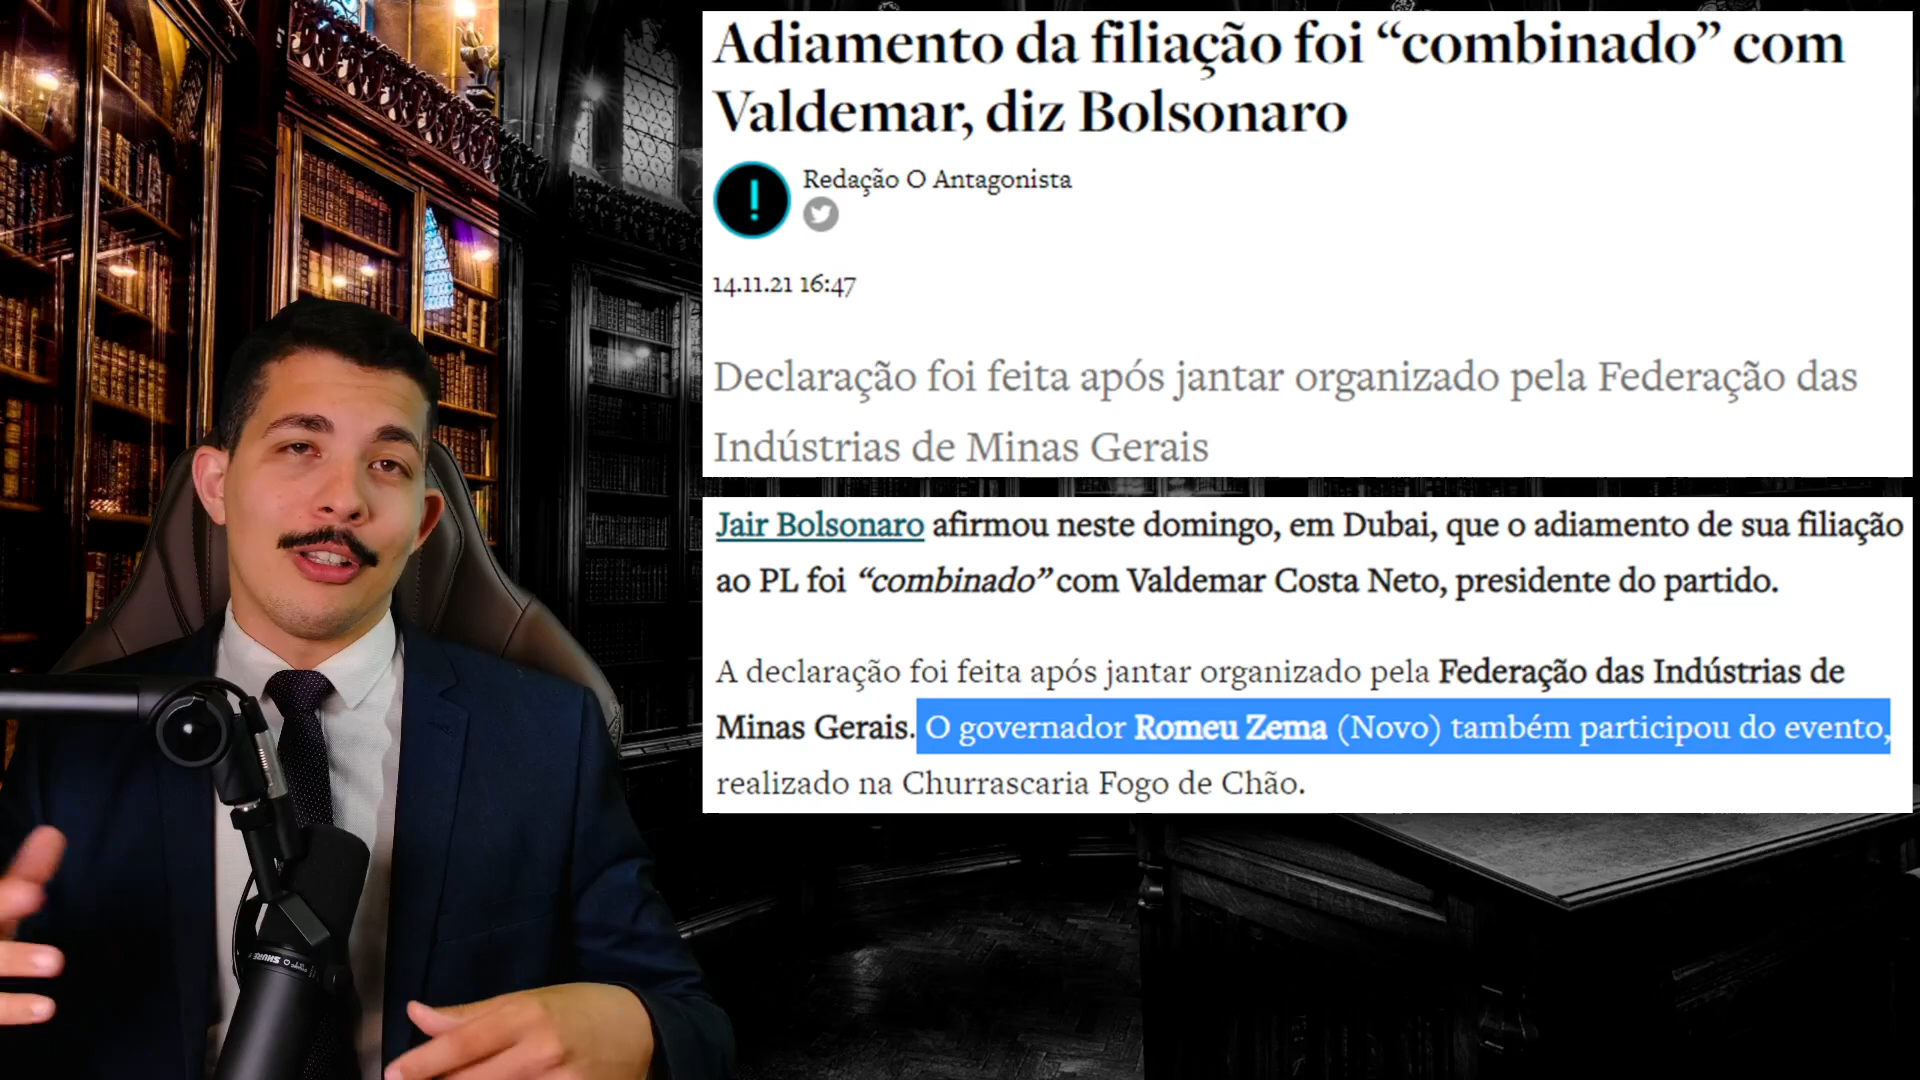 Adiamento da filiação foi “combinado” com
Valdemar, diz Bolsonaro
!
Redação O Antagonista
14.11.21 16:47
Declaração foi feita após jantar organizado pela Federação das
Indústrias de Minas Gerais
Jair Bolsonaro afirmou neste domingo, em Dubai, que o adiamento de sua filiação
ao PL foi “combinado” com Valdemar Costa Neto, presidente do partido.
A declaração foi feita após jantar organizado pela Federação das Indústrias de
Minas Gerais. O governador Romeu Zema (Novo) também participou do evento,
realizado na Churrascaria Fogo de Chão.
SHURE